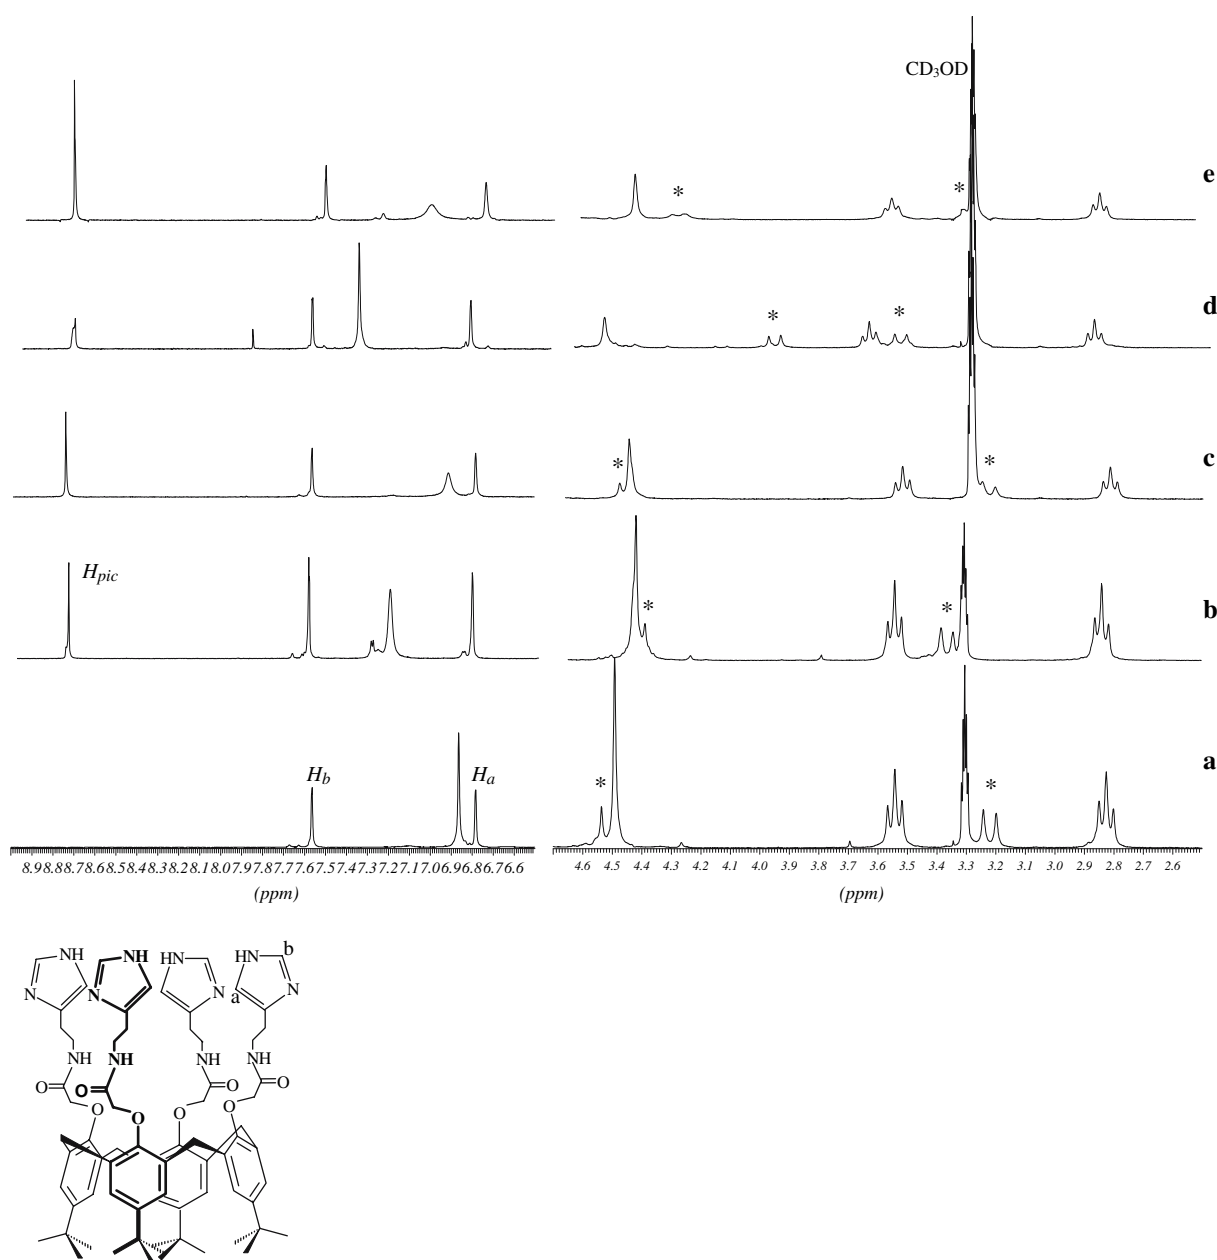 CD₃OD
*
*
e
*
*
d
*
*
c
H_pic
*
*
b
H_b
H_a
*
*
a
8.98.88.78.68.58.48.38.28.18.07.97.87.77.67.57.47.37.27.17.06.96.86.76.6
4.6 4.5 4.4 4.3 4.2 4.1 4.0 3.9 3.8 3.7 3.6 3.5 3.4 3.3 3.2 3.1 3.0 2.9 2.8 2.7 2.6
(ppm)
(ppm)
NH
NH
HN
HN
b
N
N
N
a
N
NH
NH
NH
NH
O
O
O
O
O
O
O
O